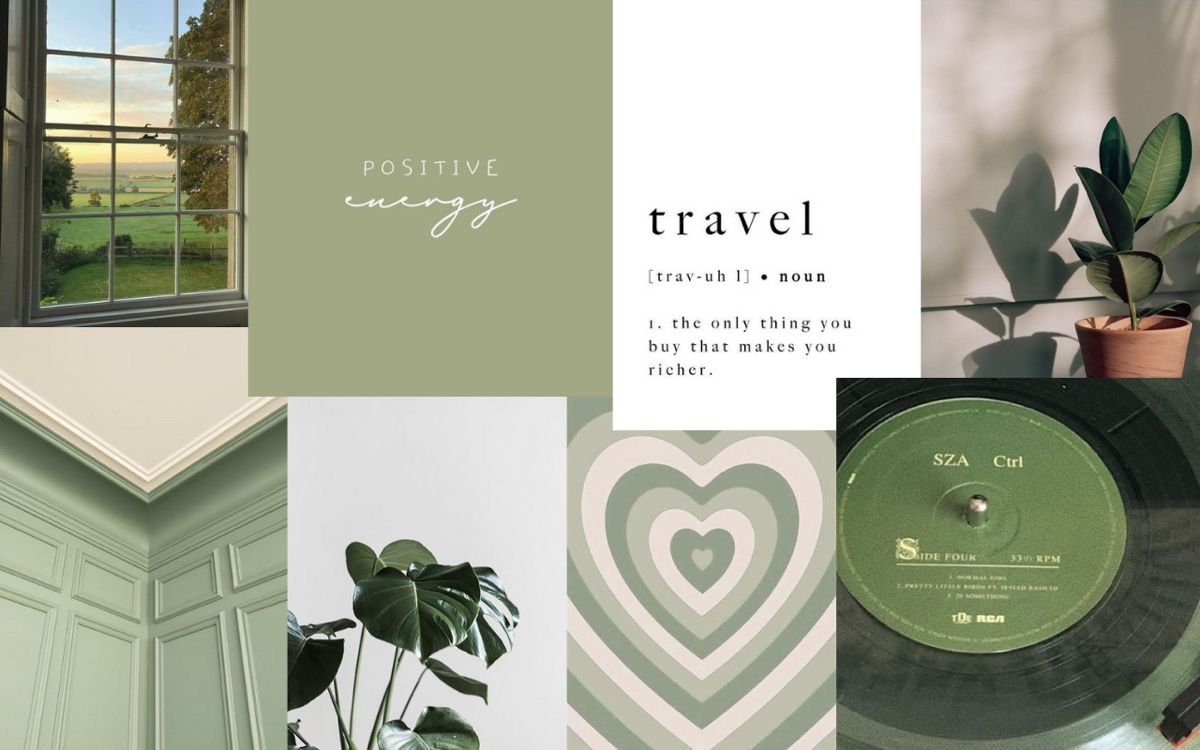 POSITIVE
energy
travel
[trav-uh l] • noun
1. the only thing you
buy that makes you
richer.
SZA Ctrl
SIDE FOUR 33⅓ RPM
1. NORMAL GIRL
2. PRETTY LITTLE BIRDS FT. ISAIAH RASHAD
3. 20 SOMETHING
TDE RCA